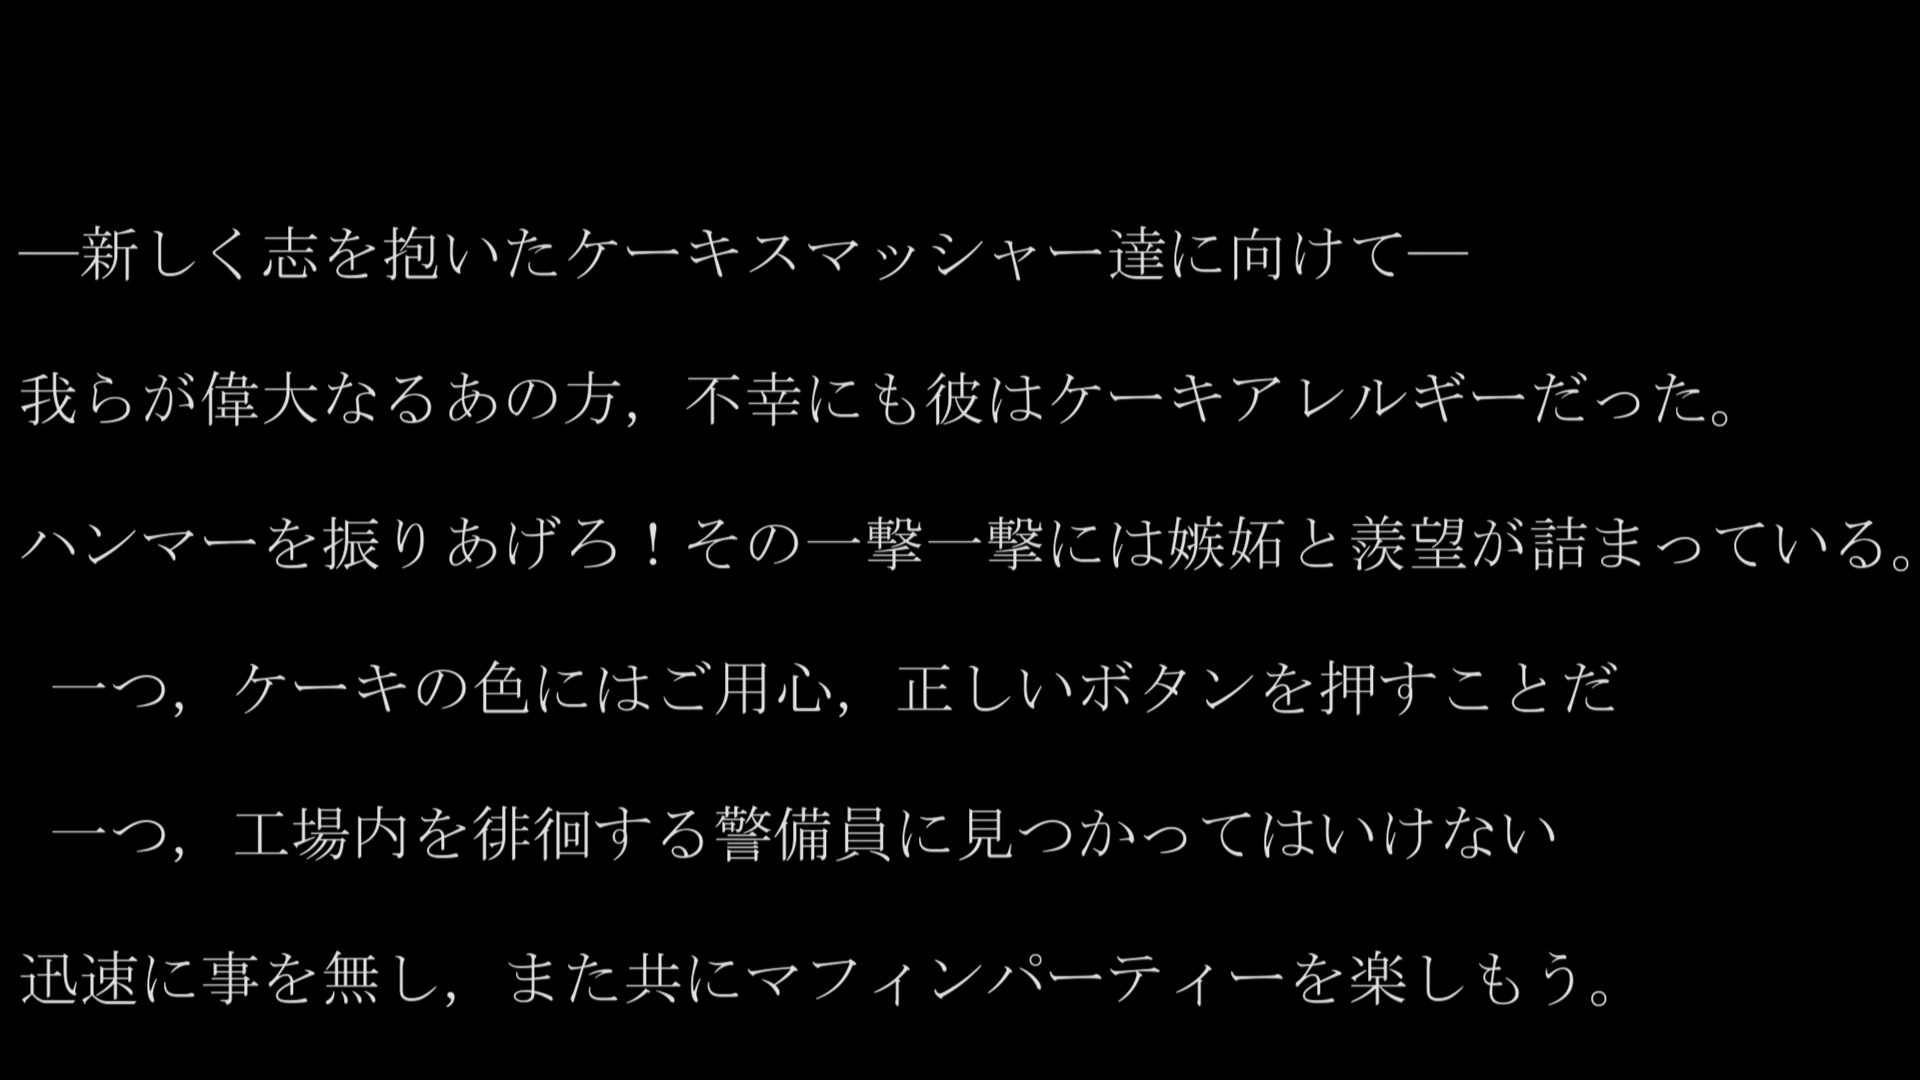 ―新しく志を抱いたケーキスマッシャー達に向けて―
我らが偉大なるあの方，不幸にも彼はケーキアレルギーだった。
ハンマーを振りあげろ！その一撃一撃には嫉妬と羨望が詰まっている。
一つ，ケーキの色にはご用心，正しいボタンを押すことだ
一つ，工場内を徘徊する警備員に見つかってはいけない
迅速に事を無し，また共にマフィンパーティーを楽しもう。